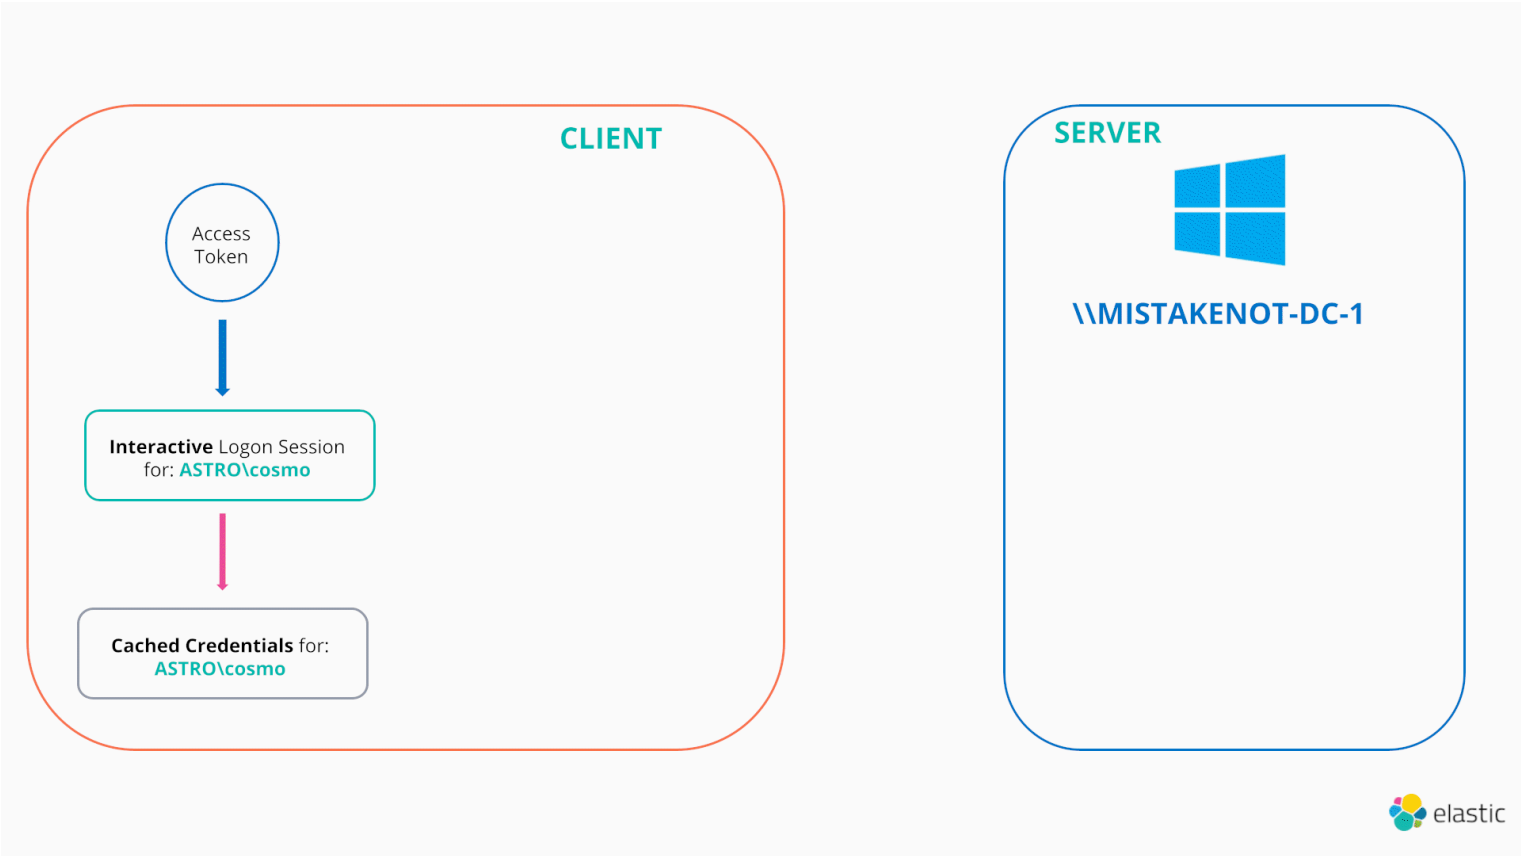 CLIENT
Access
Token
Interactive Logon Session
for: ASTRO\cosmo
Cached Credentials for:
ASTRO\cosmo
SERVER
\\MISTAKENOT-DC-1
elastic